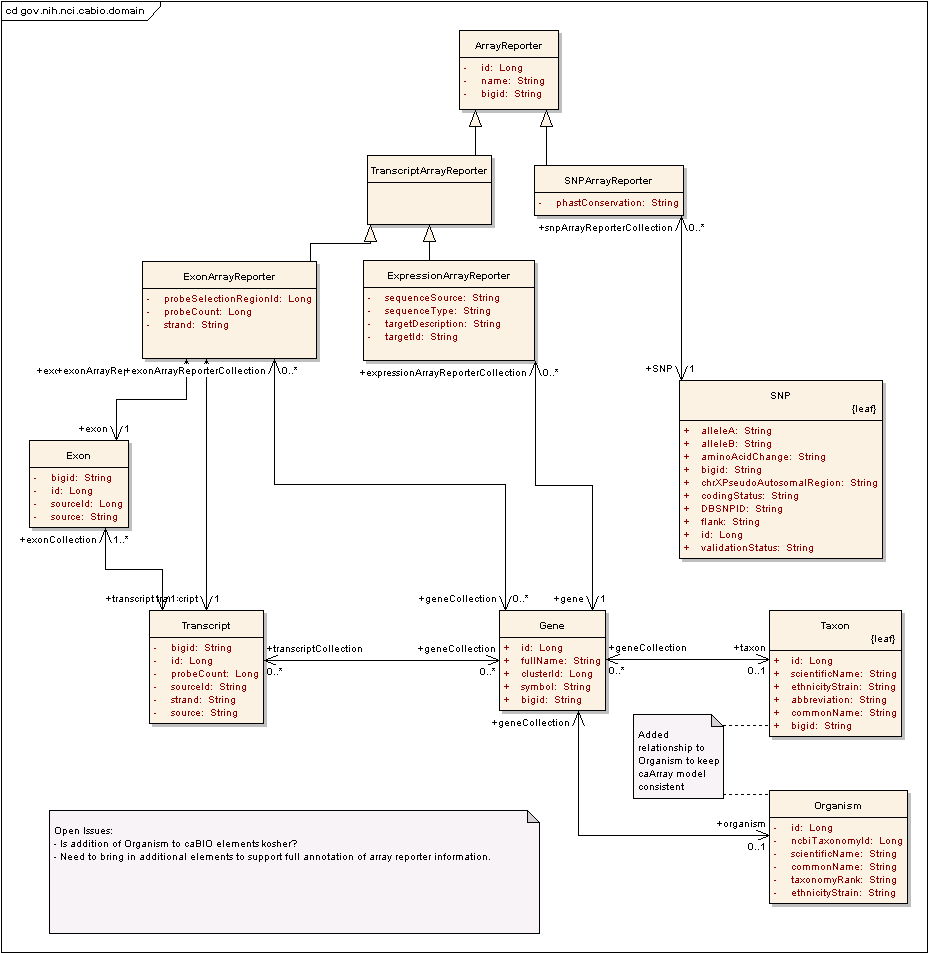 cd gov.nih.nci.cabio.domain
ArrayReporter
- id: Long
- name: String
- bigid: String
TranscriptArrayReporter
SNPArrayReporter
- phastConservation: String
+snpArrayReporterCollection 0..*
ExonArrayReporter
- probeSelectionRegionId: Long
- probeCount: Long
- strand: String
ExpressionArrayReporter
- sequenceSource: String
- sequenceType: String
- targetDescription: String
- targetId: String
+exonArrayReporterCollection 0..*
+expressionArrayReporterCollection 0..*
+SNP 1
SNP
{leaf}
+ alleleA: String
+ alleleB: String
+ aminoAcidChange: String
+ bigid: String
+ chrXPseudoAutosomalRegion: String
+ codingStatus: String
+ DBSNPID: String
+ flank: String
+ id: Long
+ validationStatus: String
+exon 1
Exon
- bigid: String
- id: Long
- sourceId: Long
- source: String
+exonCollection 1..*
+transcript 1
Transcript
- bigid: String
- id: Long
- probeCount: Long
- sourceId: String
- strand: String
- source: String
+transcriptCollection
0..*
+geneCollection
0..*
+geneCollection 0..*
+gene 1
Gene
+ id: Long
+ fullName: String
+ clusterId: Long
+ symbol: String
+ bigid: String
+geneCollection
0..*
+taxon
0..1
Taxon
{leaf}
+ id: Long
+ scientificName: String
+ ethnicityStrain: String
+ abbreviation: String
+ commonName: String
+ bigid: String
+geneCollection
Added
relationship to
Organism to keep
caArray model
consistent
+organism
0..1
Organism
- id: Long
- ncbiTaxonomyId: Long
- scientificName: String
- commonName: String
- taxonomyRank: String
- ethnicityStrain: String
Open Issues:
- Is addition of Organism to caBIO elements kosher?
- Need to bring in additional elements to support full annotation of array reporter information.